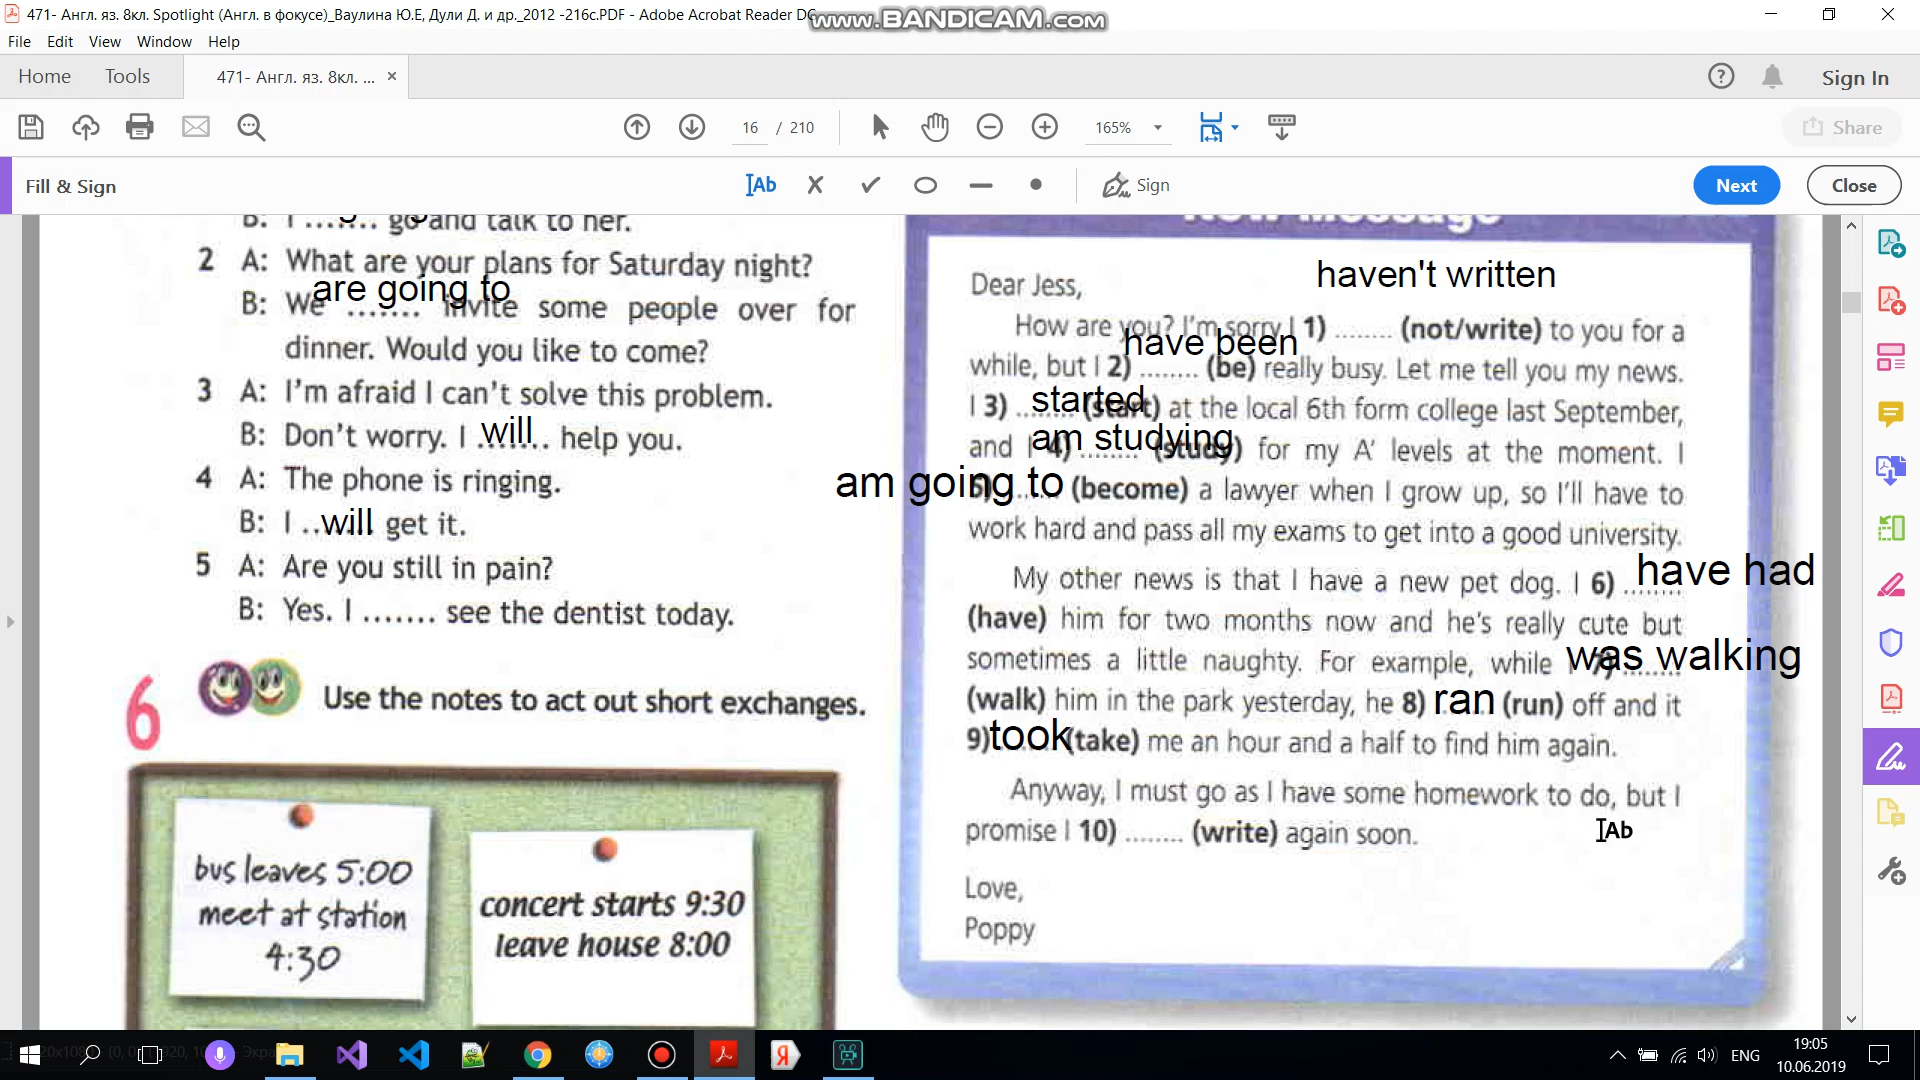 471- Англ. яз. 8кл. Spotlight (Англ. в фокусе)_Ваулина Ю.Е, Дули Д. и др._2012 -216с.PDF - Adobe Acrobat Reader DC
www.BANDICAM.com
File Edit View Window Help
Home Tools 471- Англ. яз. 8кл. ... × Sign In
16 / 210 165% Share
Fill & Sign IAb Sign Next Close
B: I ....... go and talk to her.
2 A: What are your plans for Saturday night?
are going to
B: We ....... invite some people over for
dinner. Would you like to come?
3 A: I'm afraid I can't solve this problem.
B: Don't worry. I will help you.
4 A: The phone is ringing.
B: I .. will get it.
5 A: Are you still in pain?
B: Yes. I ....... see the dentist today.
6 Use the notes to act out short exchanges.
bus leaves 5:00
meet at station
4:30
concert starts 9:30
leave house 8:00
New Message
Dear Jess,
haven't written
How are you? I'm sorry I 1) ........ (not/write) to you for a
have been
while, but I 2) ........ (be) really busy. Let me tell you my news.
I 3) ... started (start) at the local 6th form college last September,
am studying
and I 4) ........ (study) for my A' levels at the moment. I
am going to
5) ........ (become) a lawyer when I grow up, so I'll have to
work hard and pass all my exams to get into a good university.
My other news is that I have a new pet dog. I 6) ........ have had
(have) him for two months now and he's really cute but
sometimes a little naughty. For example, while I 7) ........ was walking
(walk) him in the park yesterday, he 8) ran (run) off and it
9) took (take) me an hour and a half to find him again.
Anyway, I must go as I have some homework to do, but I
promise I 10) ........ (write) again soon.
IAb
Love,
Poppy
ENG
19:05
10.06.2019